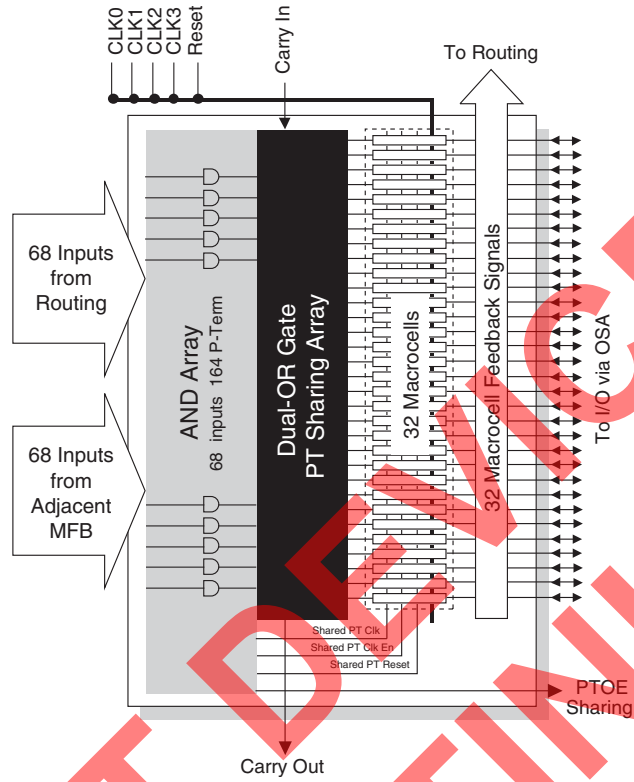 CLK0
CLK1
CLK2
CLK3
Reset
Carry In
To Routing
68 Inputs
from
Routing
68 Inputs
from
Adjacent
MFB
AND Array
68 inputs 164 P-Term
Dual-OR Gate
PT Sharing Array
32 Macrocells
32 Macrocell Feedback Signals
To I/O via OSA
Shared PT Clk
Shared PT Clk En
Shared PT Reset
PTOE
Sharing
Carry Out